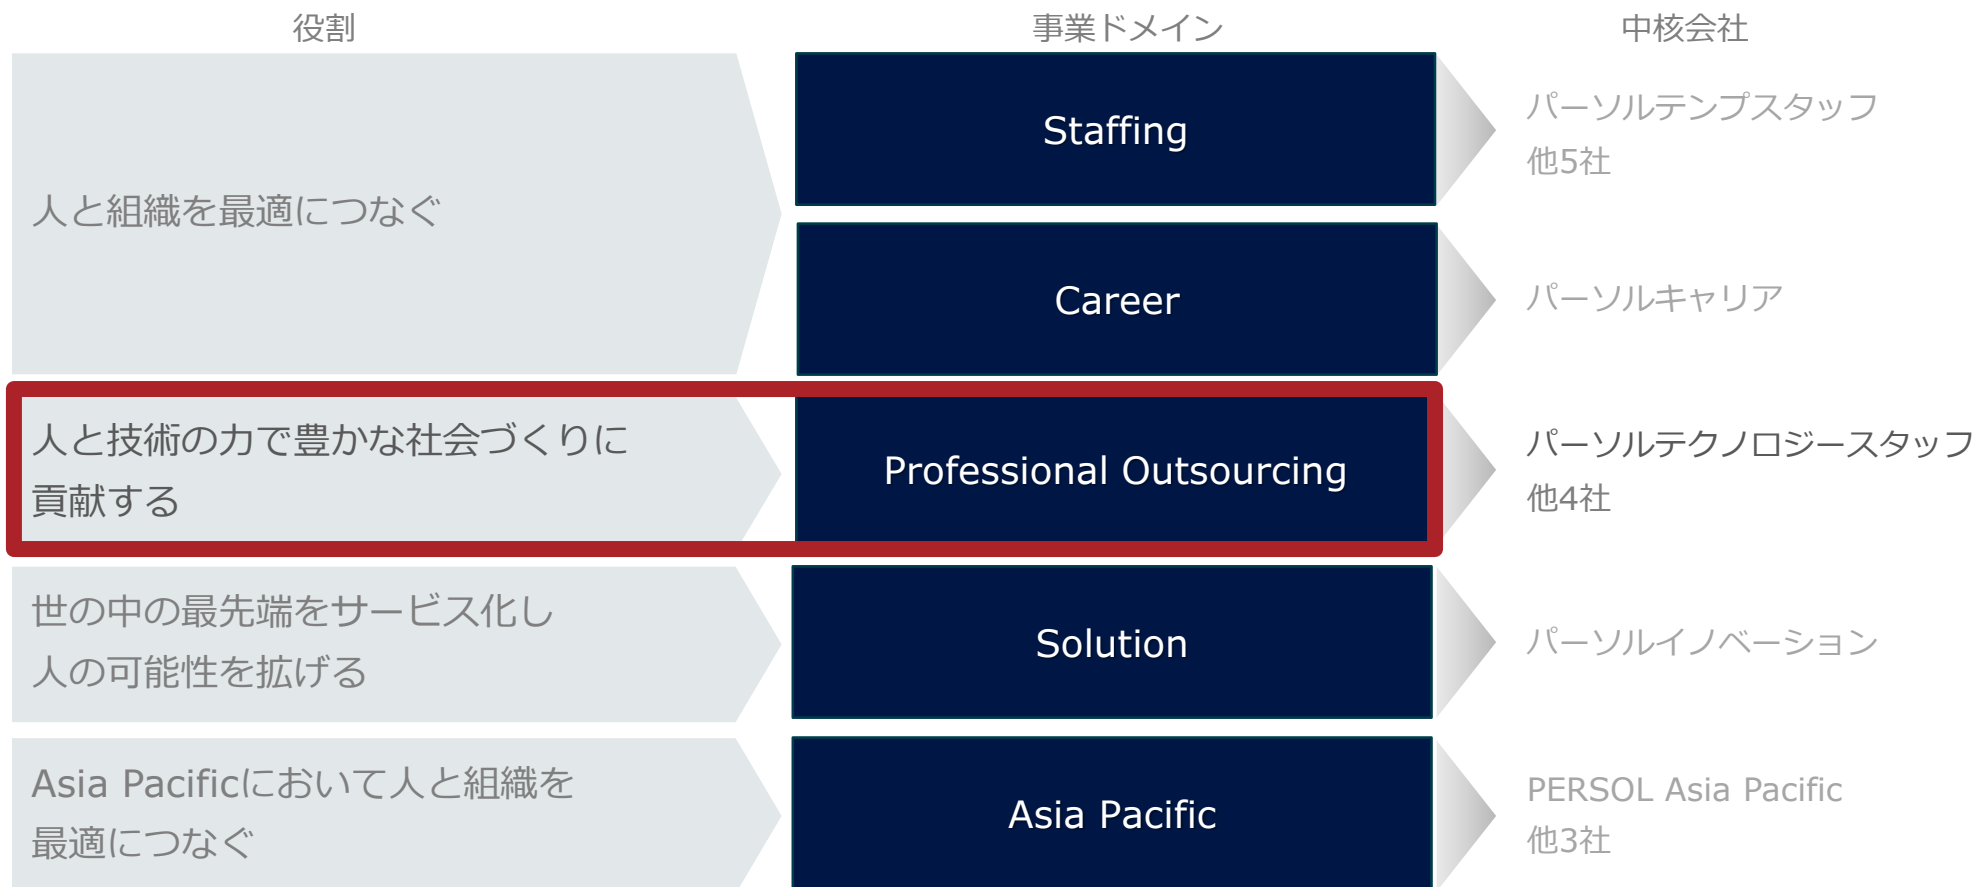 役割
事業ドメイン
中核会社
人と組織を最適につなぐ
Staffing
パーソルテンプスタッフ
他5社
Career
パーソルキャリア
人と技術の力で豊かな社会づくりに
貢献する
Professional Outsourcing
パーソルテクノロジースタッフ
他4社
世の中の最先端をサービス化し
人の可能性を拡げる
Solution
パーソルイノベーション
Asia Pacificにおいて人と組織を
最適につなぐ
Asia Pacific
PERSOL Asia Pacific
他3社